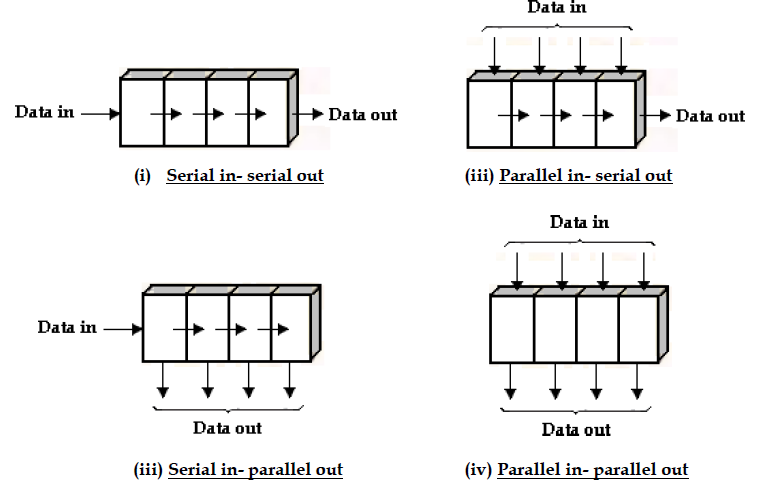 Data in
Data in
Data out
Data out
(i) Serial in- serial out
(iii) Parallel in- serial out
Data in
Data in
Data out
Data out
(iii) Serial in- parallel out
(iv) Parallel in- parallel out